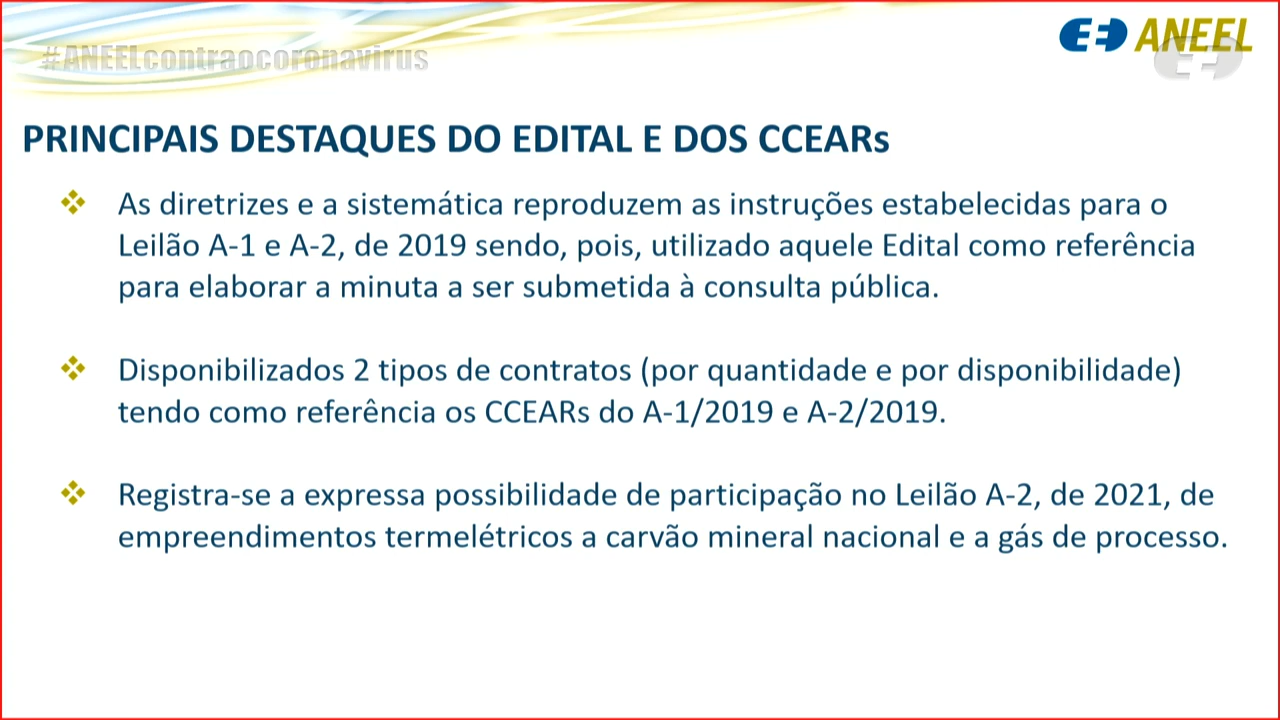 #ANEELcontraocoronavirus
ANEEL
PRINCIPAIS DESTAQUES DO EDITAL E DOS CCEARs
As diretrizes e a sistemática reproduzem as instruções estabelecidas para o
Leilão A-1 e A-2, de 2019 sendo, pois, utilizado aquele Edital como referência
para elaborar a minuta a ser submetida à consulta pública.
Disponibilizados 2 tipos de contratos (por quantidade e por disponibilidade)
tendo como referência os CCEARs do A-1/2019 e A-2/2019.
Registra-se a expressa possibilidade de participação no Leilão A-2, de 2021, de
empreendimentos termelétricos a carvão mineral nacional e a gás de processo.